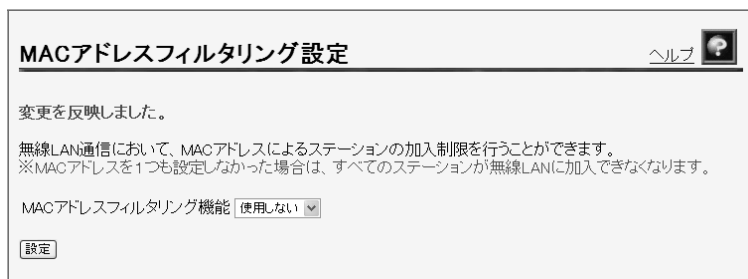 MACアドレスフィルタリング設定
ヘルプ ?
変更を反映しました。
無線LAN通信において、MACアドレスによるステーションの加入制限を行うことができます。
※MACアドレスを1つも設定しなかった場合は、すべてのステーションが無線LANに加入できなくなります。
MACアドレスフィルタリング機能 使用しない
設定